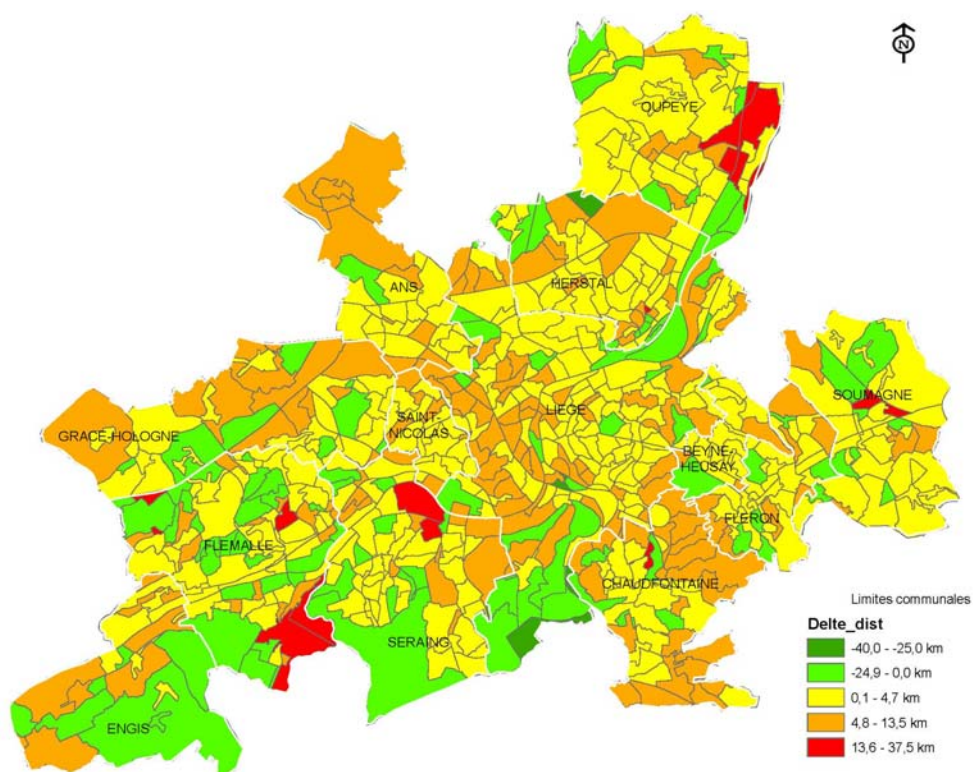 N
OUPEYE
HERSTAL
ANS
SOUMAGNE
LIEGE
SAINT-
NICOLAS
GRACE-HOLOGNE
BEYNE-
HEUSAY
FLERON
FLEMALLE
CHAUDFONTAINE
SERAING
ENGIS
Limites communales
Delte_dist
-40,0 - -25,0 km
-24,9 - 0,0 km
0,1 - 4,7 km
4,8 - 13,5 km
13,6 - 37,5 km